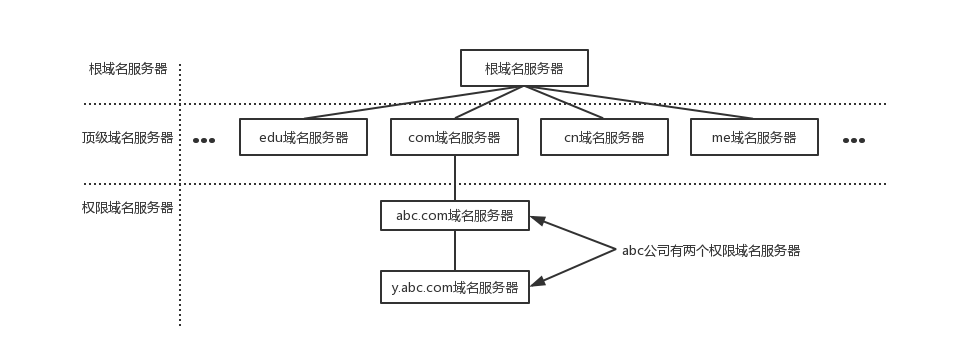 根域名服务器
根域名服务器
顶级域名服务器
edu域名服务器
com域名服务器
cn域名服务器
me域名服务器
权限域名服务器
abc.com域名服务器
abc公司有两个权限域名服务器
y.abc.com域名服务器